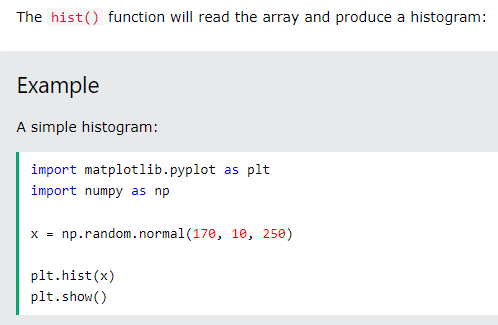 The hist() function will read the array and produce a histogram:
Example
A simple histogram:
import matplotlib.pyplot as plt
import numpy as np
x = np.random.normal(170, 10, 250)
plt.hist(x)
plt.show()